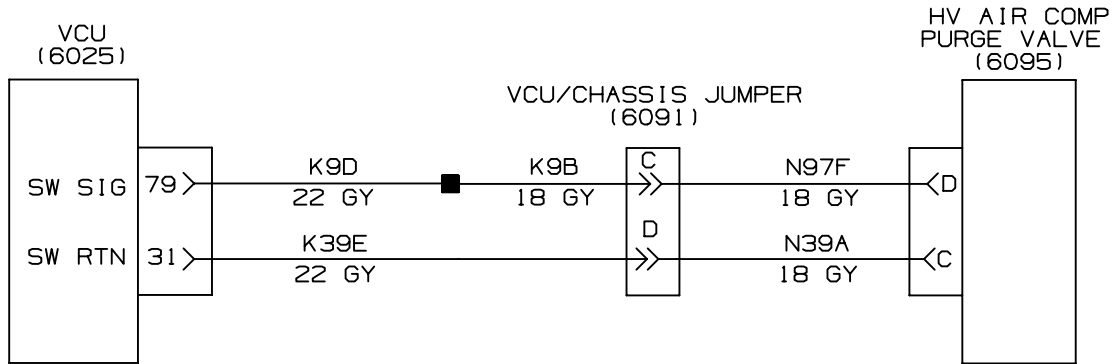 VCU
(6025)
HV AIR COMP
PURGE VALVE
(6095)
VCU/CHASSIS JUMPER
(6091)
SW SIG 79 K9D K9B C N97F D
22 GY 18 GY 18 GY
SW RTN 31 K39E D N39A C
22 GY 18 GY